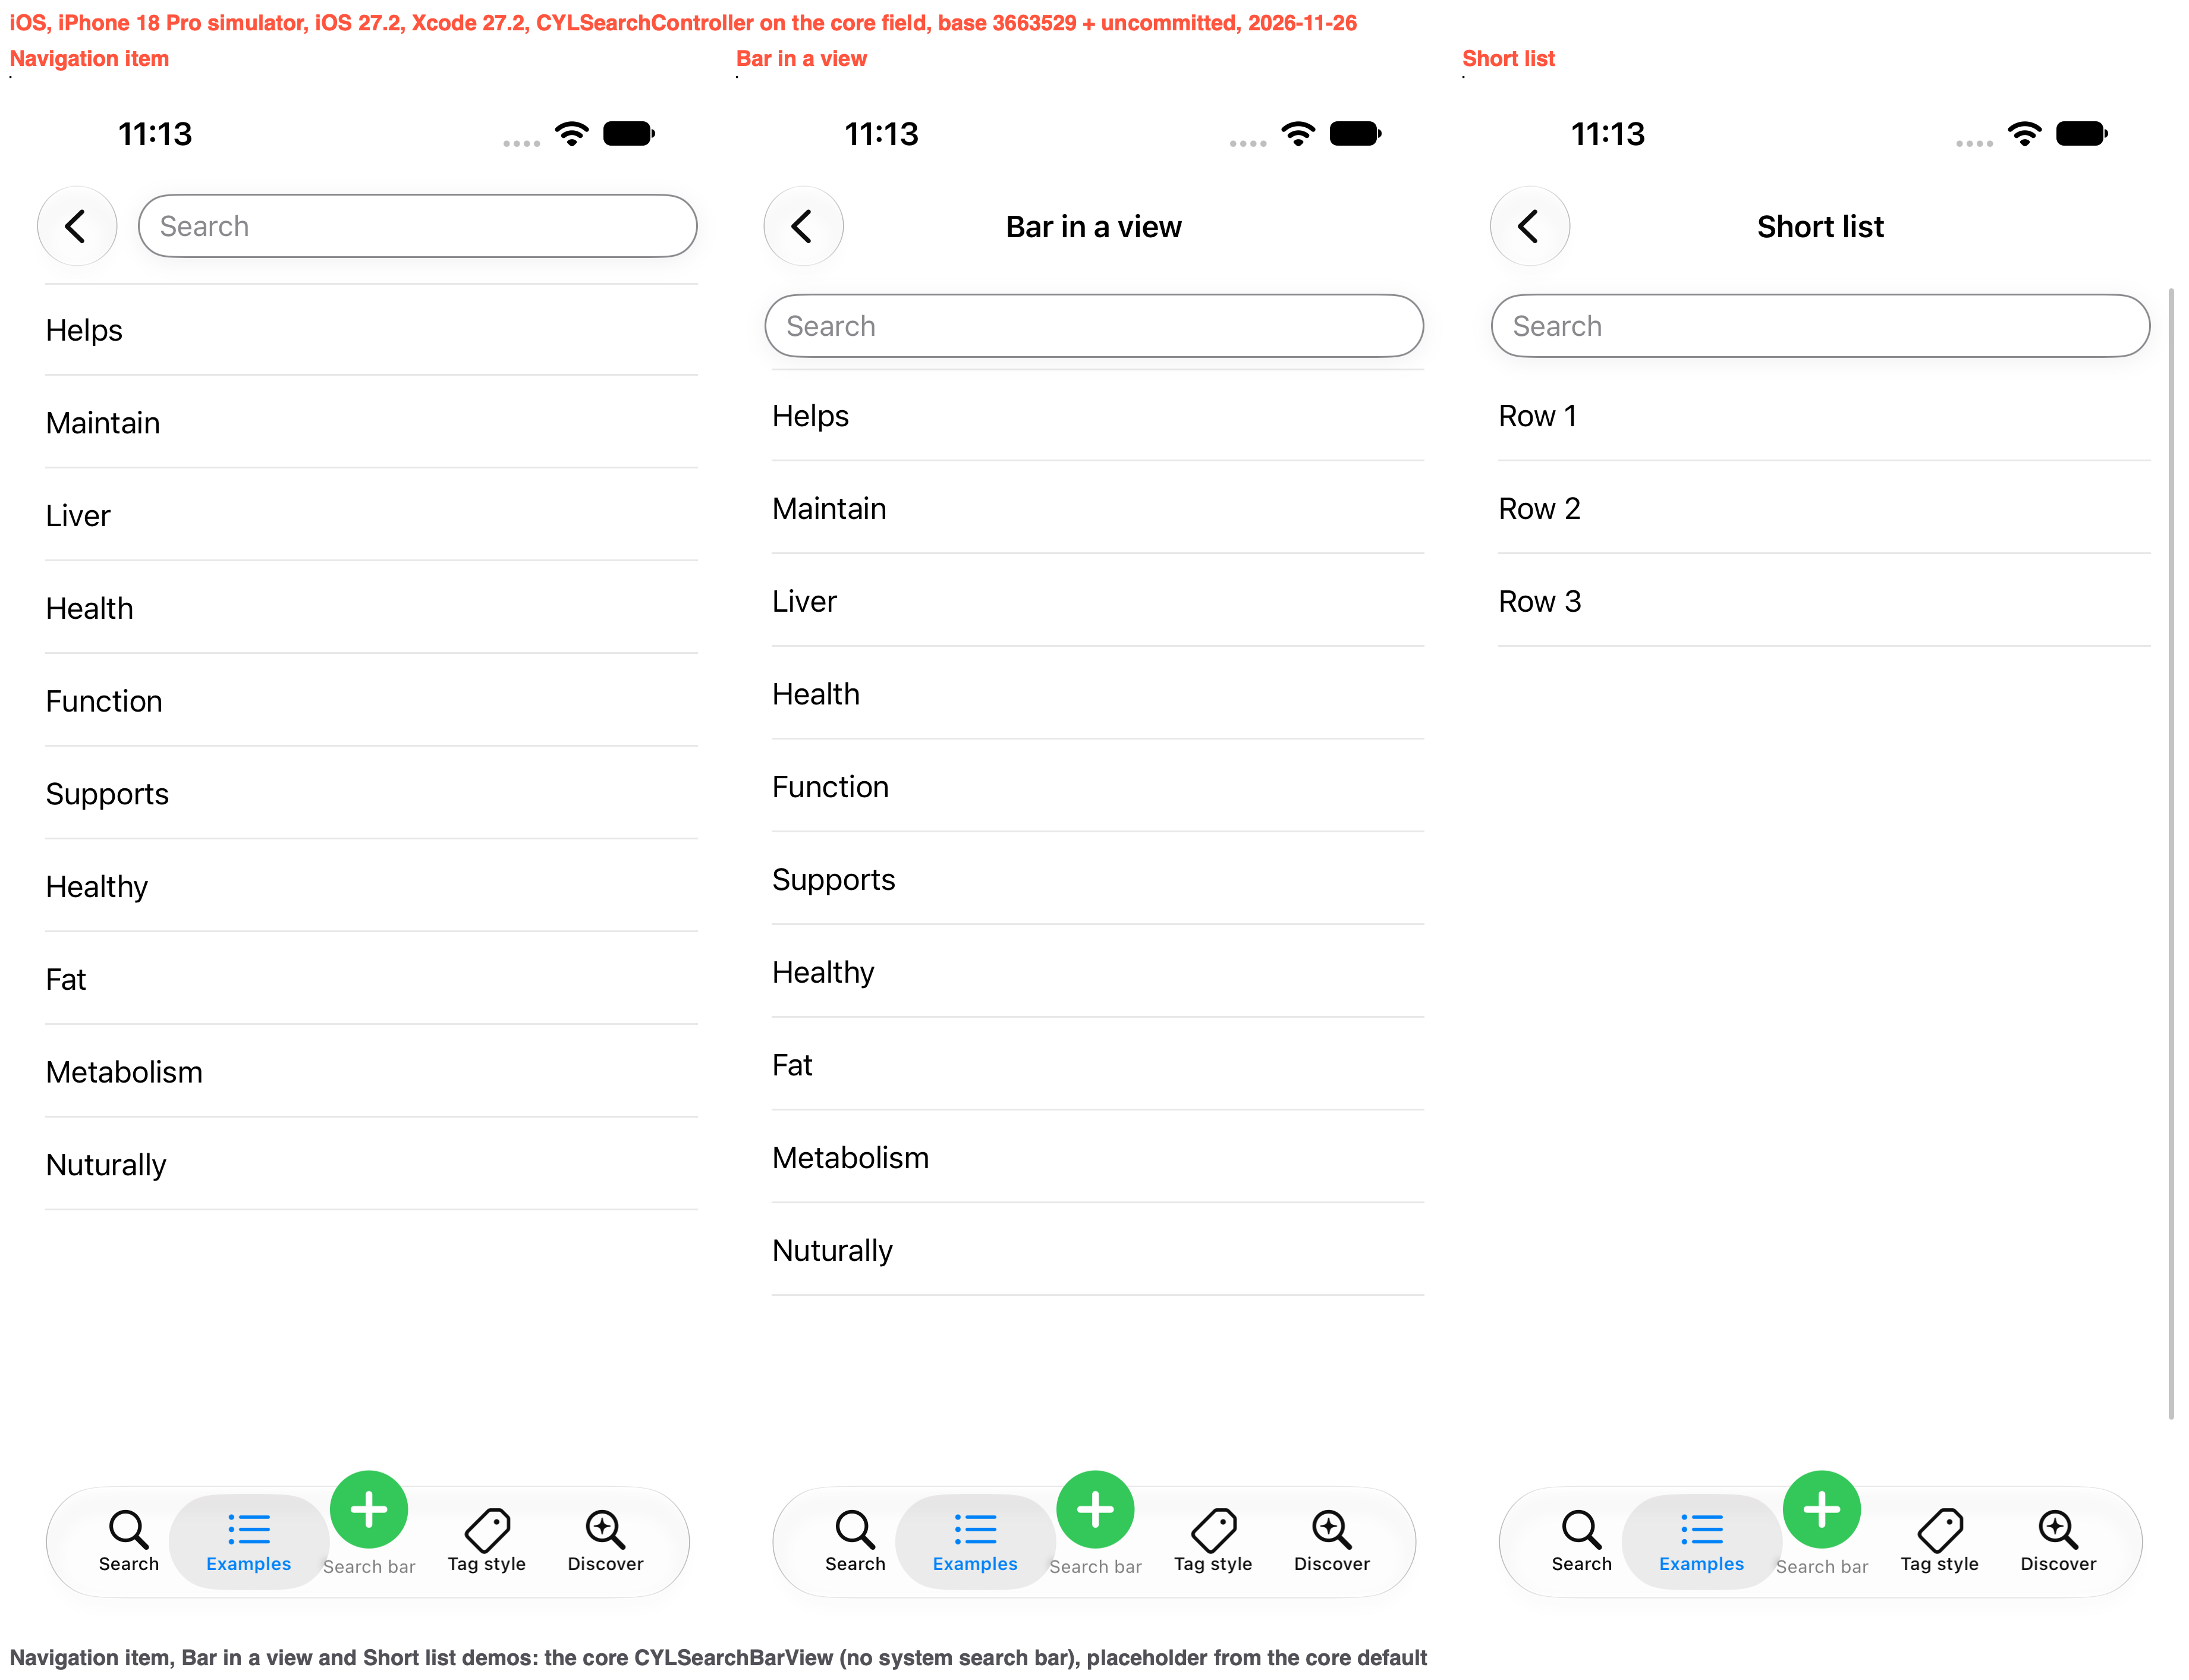 iOS, iPhone 18 Pro simulator, iOS 27.2, Xcode 27.2, CYLSearchController on the core field, base 3663529 + uncommitted, 2026-11-26
Navigation item
11:13
Search
Helps
Maintain
Liver
Health
Function
Supports
Healthy
Fat
Metabolism
Nuturally
Search
Examples
Search bar
Tag style
Discover
Bar in a view
11:13
Bar in a view
Search
Helps
Maintain
Liver
Health
Function
Supports
Healthy
Fat
Metabolism
Nuturally
Search
Examples
Search bar
Tag style
Discover
Short list
11:13
Short list
Search
Row 1
Row 2
Row 3
Search
Examples
Search bar
Tag style
Discover
Navigation item, Bar in a view and Short list demos: the core CYLSearchBarView (no system search bar), placeholder from the core default